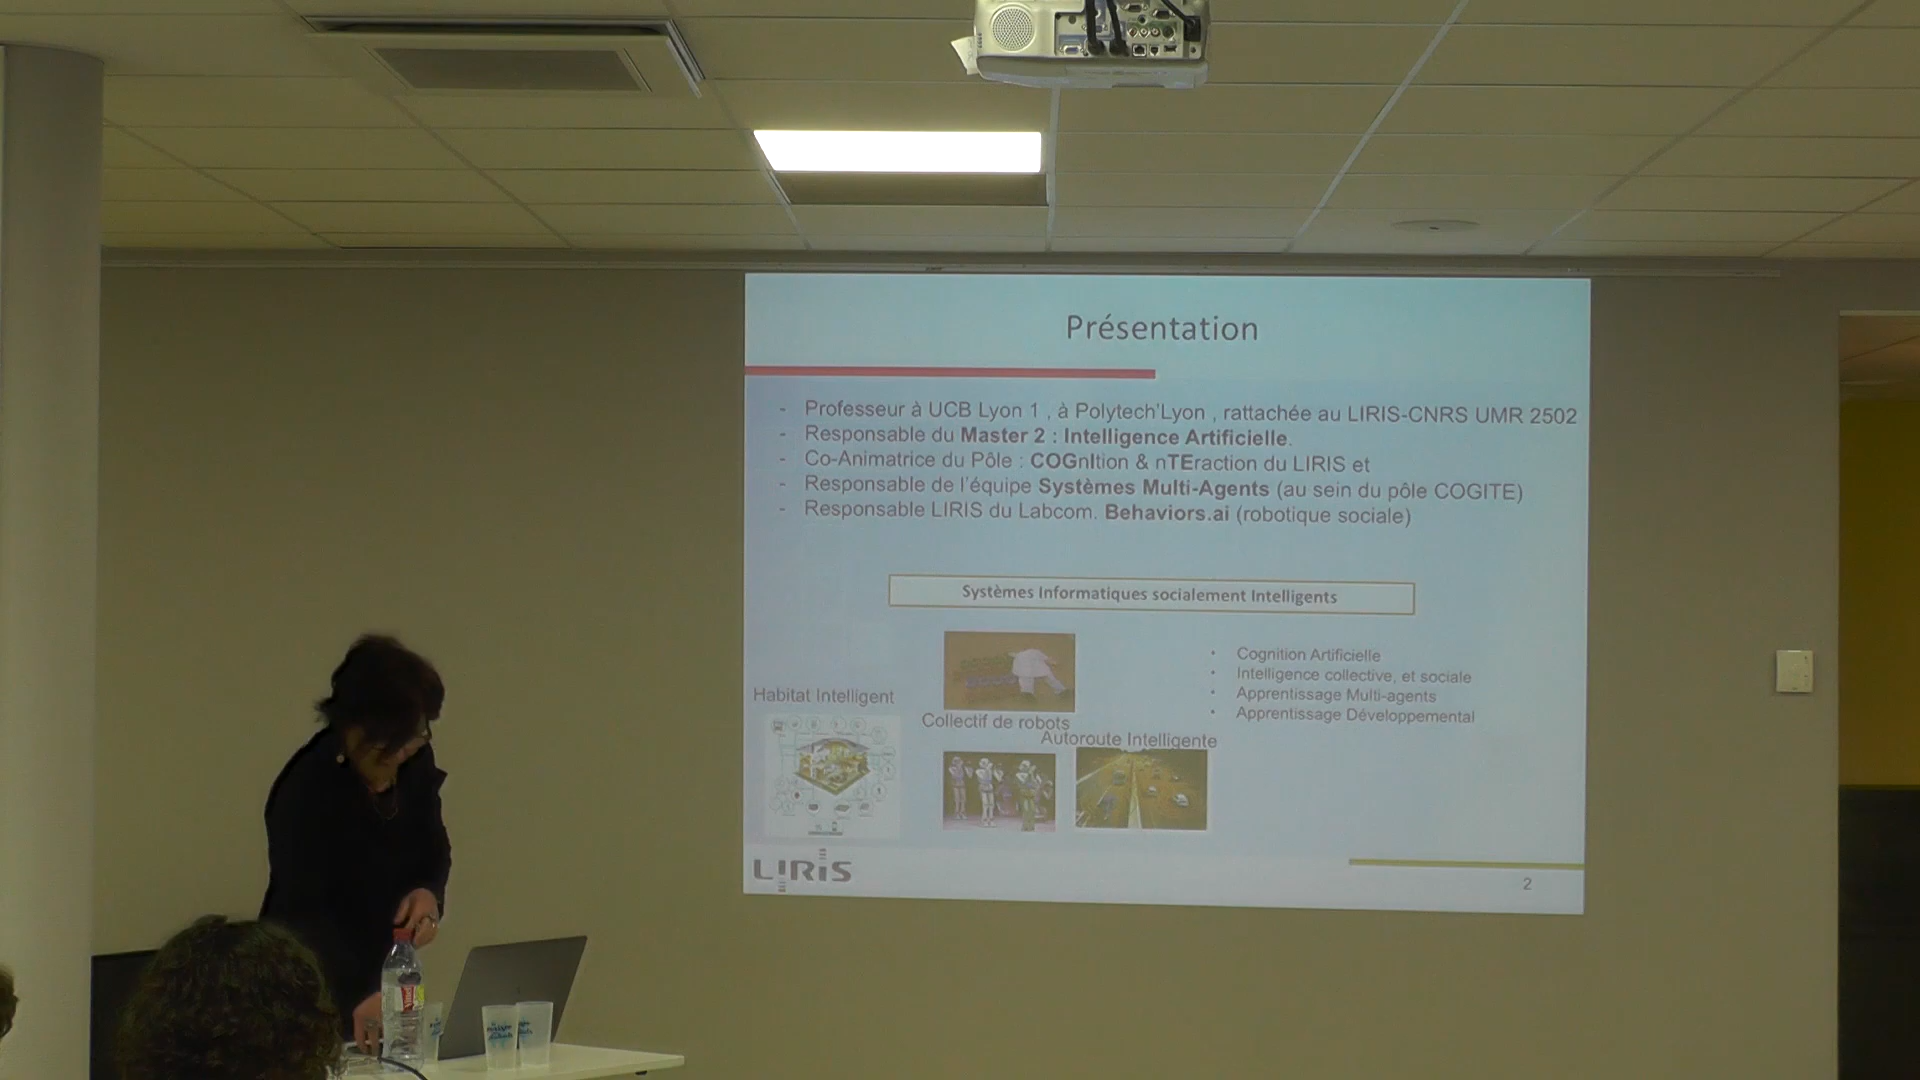 Présentation
- Professeur à UCB Lyon 1 , à Polytech'Lyon , rattachée au LIRIS-CNRS UMR 2502
- Responsable du Master 2 : Intelligence Artificielle.
- Co-Animatrice du Pôle : COGnItion & nTEraction du LIRIS et
- Responsable de l'équipe Systèmes Multi-Agents (au sein du pôle COGITE)
- Responsable LIRIS du Labcom. Behaviors.ai (robotique sociale)
Systèmes Informatiques socialement Intelligents
• Cognition Artificielle
• Intelligence collective, et sociale
• Apprentissage Multi-agents
• Apprentissage Développemental
Habitat Intelligent
Collectif de robots
Autoroute Intelligente
LIRIS
2